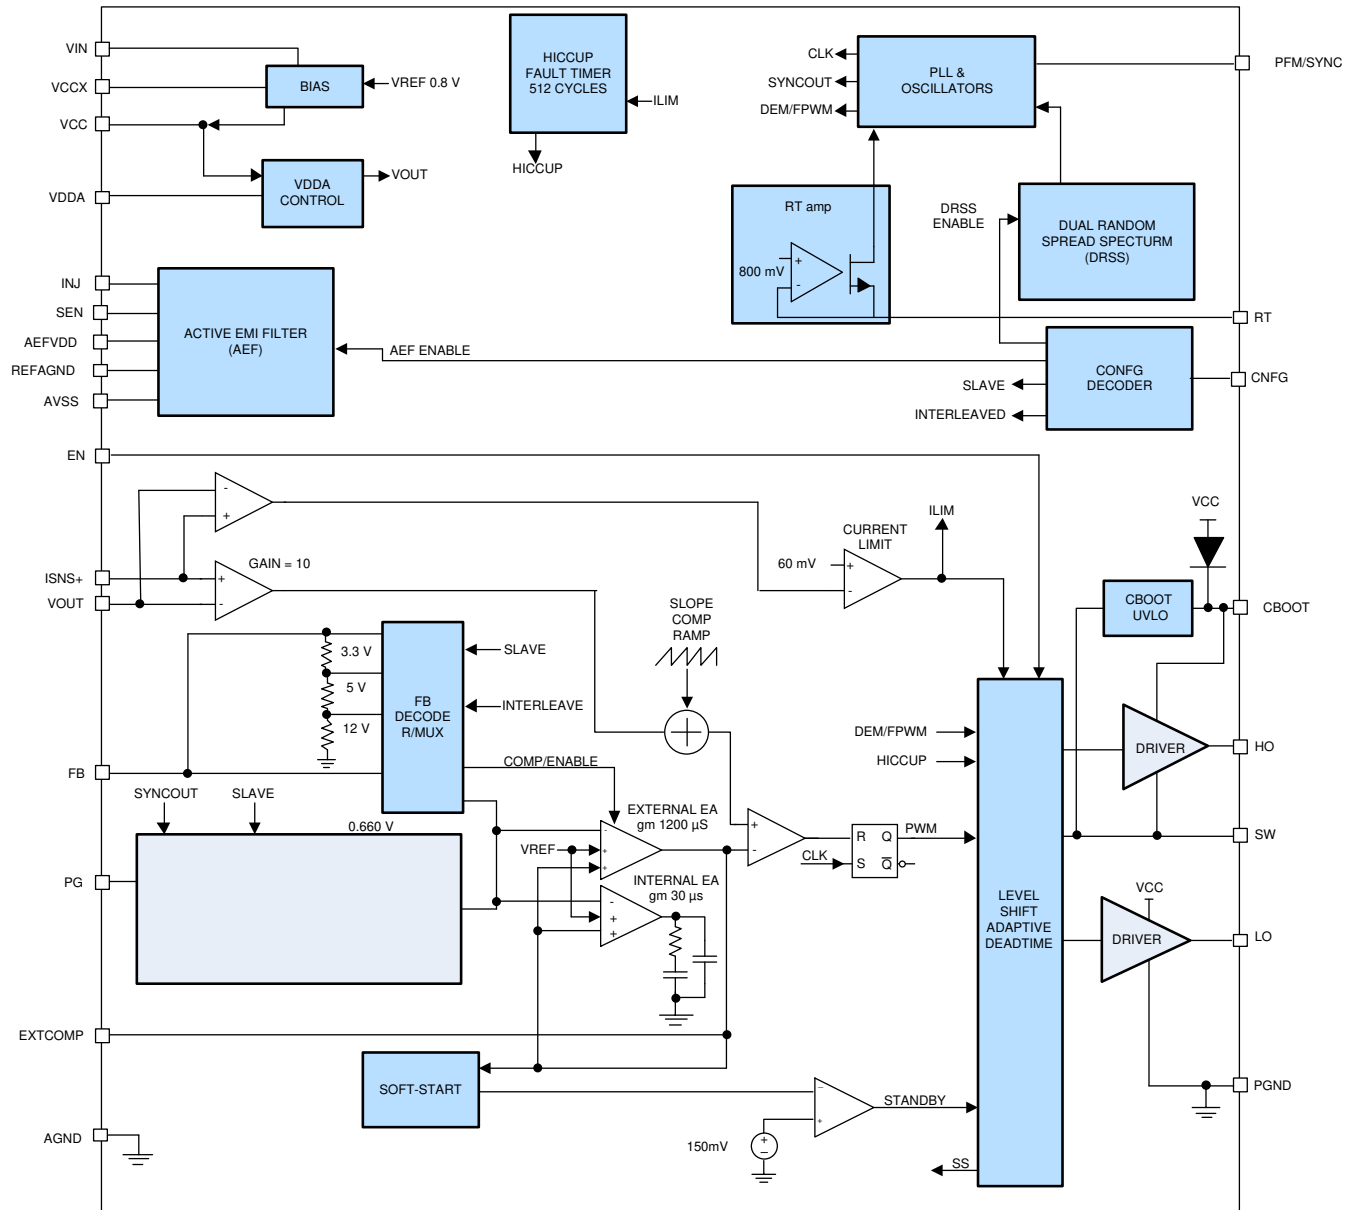 VIN
VCCX
VCC
VDDA
BIAS
VREF 0.8 V
VDDA
CONTROL
VOUT
HICCUP
FAULT TIMER
512 CYCLES
ILIM
HICCUP
CLK
SYNCOUT
DEM/FPWM
PLL &
OSCILLATORS
PFM/SYNC
RT amp
800 mV
+
-
DRSS
ENABLE
DUAL RANDOM
SPREAD SPECTURM
(DRSS)
RT
INJ
SEN
AEFVDD
REFAGND
AVSS
ACTIVE EMI FILTER
(AEF)
AEF ENABLE
SLAVE
INTERLEAVED
CONFG
DECODER
CNFG
EN
-
+
ISNS+
VOUT
+
-
GAIN = 10
60 mV
CURRENT
LIMIT
+
-
ILIM
VCC
CBOOT
UVLO
CBOOT
SLOPE
COMP
RAMP
3.3 V
5 V
12 V
FB
DECODE
R/MUX
SLAVE
INTERLEAVE
FB
COMP/ENABLE
DEM/FPWM
HICCUP
DRIVER
HO
SYNCOUT
SLAVE
0.660 V
EXTERNAL EA
gm 1200 µS
VREF
-
+
+
+
-
R
Q
S
Q
CLK
PWM
SW
PG
INTERNAL EA
gm 30 µs
-
+
+
LEVEL
SHIFT
ADAPTIVE
DEADTIME
VCC
DRIVER
LO
EXTCOMP
SOFT-START
−
+
STANDBY
PGND
AGND
150mV
+
−
SS